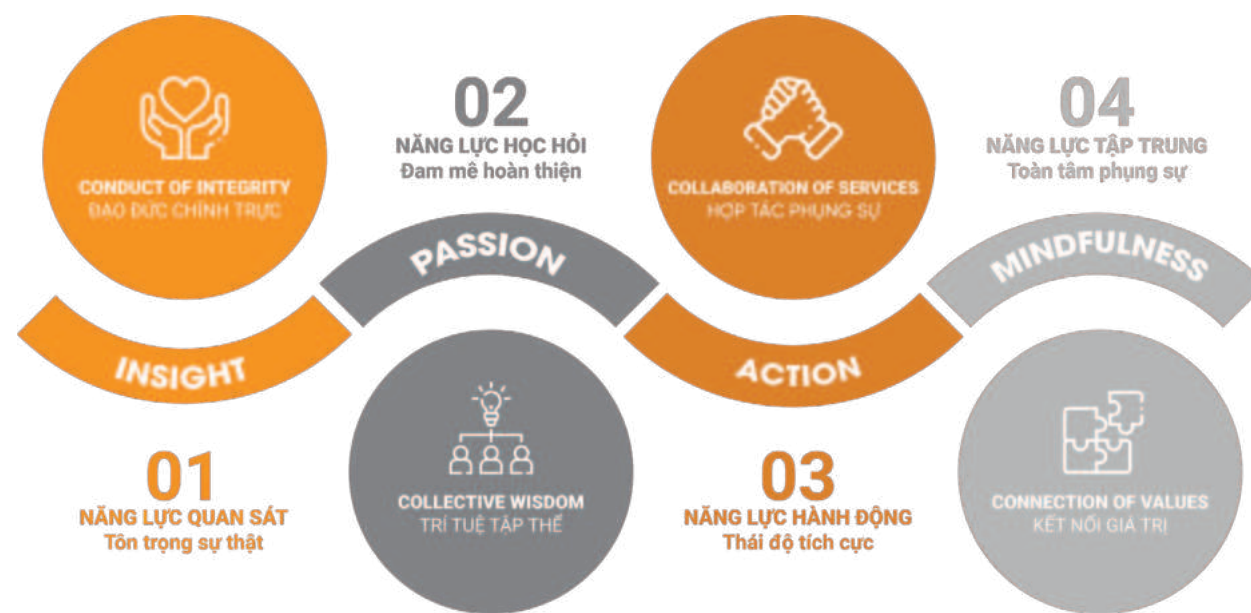 CONDUCT OF INTEGRITY
ĐẠO ĐỨC CHÍNH TRỰC
INSIGHT
01
NĂNG LỰC QUAN SÁT
Tôn trọng sự thật
02
NĂNG LỰC HỌC HỎI
Đam mê hoàn thiện
PASSION
COLLECTIVE WISDOM
TRÍ TUỆ TẬP THỂ
COLLABORATION OF SERVICES
HỢP TÁC PHỤNG SỰ
ACTION
03
NĂNG LỰC HÀNH ĐỘNG
Thái độ tích cực
04
NĂNG LỰC TẬP TRUNG
Toàn tâm phụng sự
MINDFULNESS
CONNECTION OF VALUES
KẾT NỐI GIÁ TRỊ